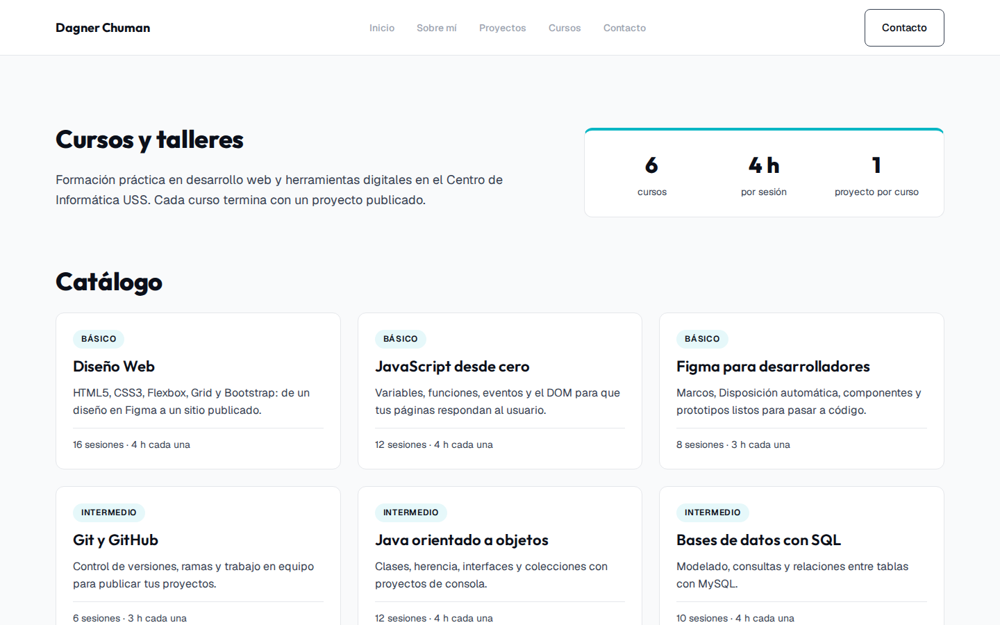 Dagner Chuman
Inicio
Sobre mí
Proyectos
Cursos
Contacto
Contacto
Cursos y talleres
Formación práctica en desarrollo web y herramientas digitales en el Centro de
Informática USS. Cada curso termina con un proyecto publicado.
6
cursos
4 h
por sesión
1
proyecto por curso
Catálogo
BÁSICO
Diseño Web
HTML5, CSS3, Flexbox, Grid y Bootstrap: de un
diseño en Figma a un sitio publicado.
16 sesiones · 4 h cada una
BÁSICO
JavaScript desde cero
Variables, funciones, eventos y el DOM para que
tus páginas respondan al usuario.
12 sesiones · 4 h cada una
BÁSICO
Figma para desarrolladores
Marcos, Disposición automática, componentes y
prototipos listos para pasar a código.
8 sesiones · 3 h cada una
INTERMEDIO
Git y GitHub
Control de versiones, ramas y trabajo en equipo
para publicar tus proyectos.
6 sesiones · 3 h cada una
INTERMEDIO
Java orientado a objetos
Clases, herencia, interfaces y colecciones con
proyectos de consola.
12 sesiones · 4 h cada una
INTERMEDIO
Bases de datos con SQL
Modelado, consultas y relaciones entre tablas
con MySQL.
10 sesiones · 4 h cada una